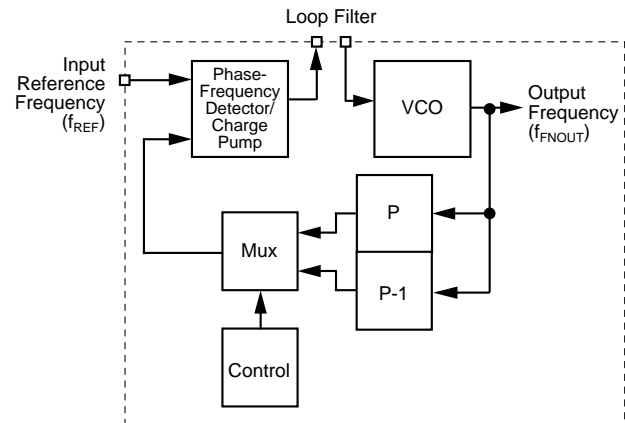 Loop Filter
Input
Reference
Frequency
(fREF)
Phase-
Frequency
Detector/
Charge
Pump
VCO
Output
Frequency
(fFNOUT)
P
Mux
P-1
Control